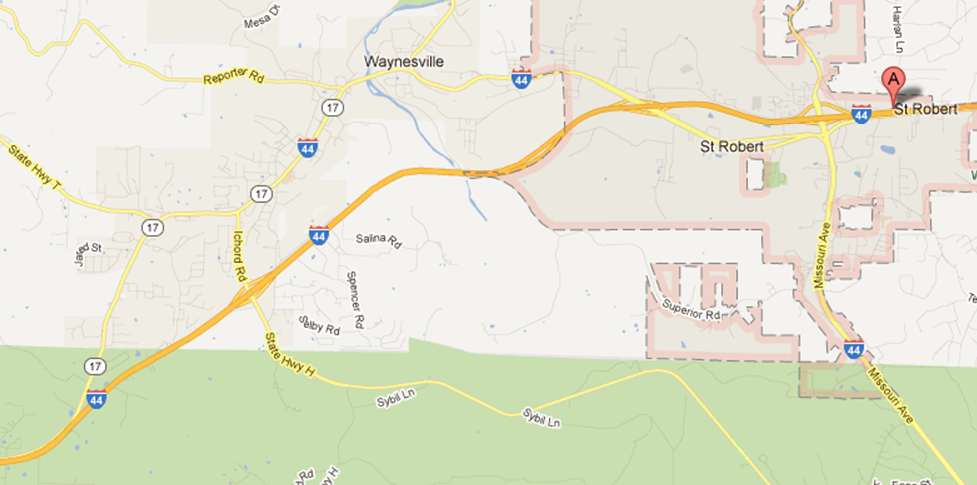 Mesa Dr
Harlan Ln
Waynesville
Reporter Rd
44
17
A
St Robert
44
44
St Robert
State Hwy T
17
17
44
Jared St
Ichord Rd
Salina Rd
Missouri Ave
Spencer Rd
Superior Rd
Selby Rd
State Hwy H
44
17
44
Sybil Ln
Sybil Ln
Missouri Ave
Rd